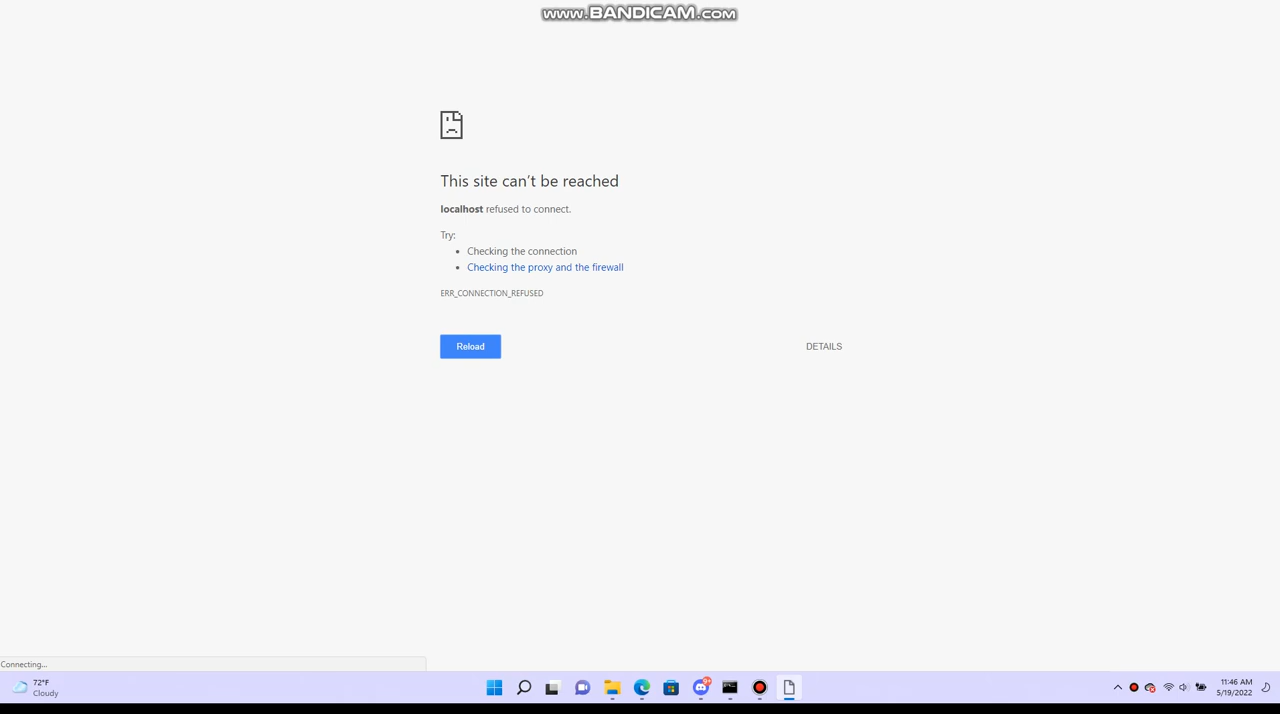 www.BANDICAM.com
This site can't be reached
localhost refused to connect.
Try:
Checking the connection
Checking the proxy and the firewall
ERR_CONNECTION_REFUSED
Reload
DETAILS
Connecting...
72°F
Cloudy
9+
11:46 AM
5/19/2022